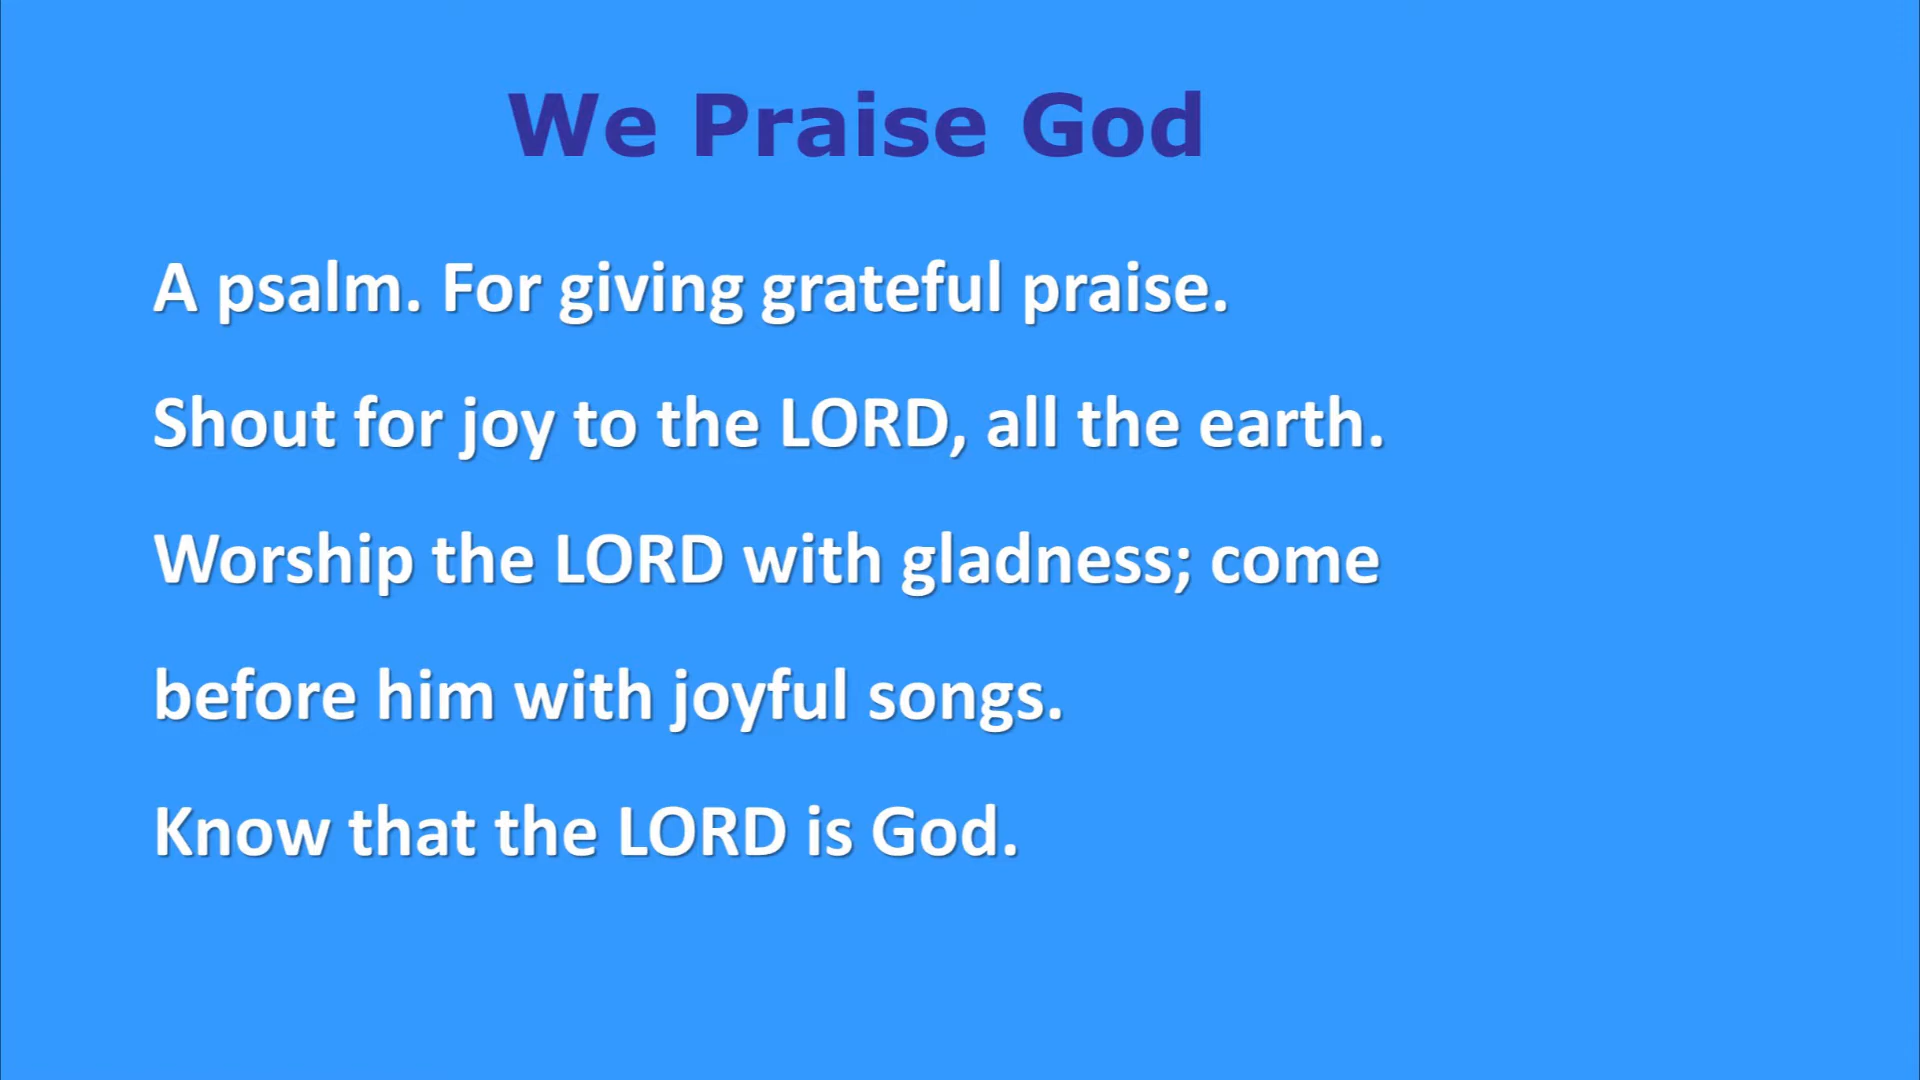 We Praise God
A psalm. For giving grateful praise.
Shout for joy to the LORD, all the earth.
Worship the LORD with gladness; come
before him with joyful songs.
Know that the LORD is God.